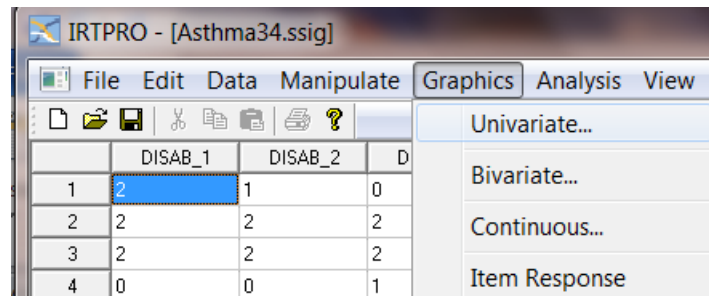 IRTPRO - [Asthma34.ssig]
File Edit Data Manipulate Graphics Analysis View
DISAB_1 DISAB_2 D
1 2 1 0
2 2 2 2
3 2 2 2
4 0 0 1
Univariate...
Bivariate...
Continuous...
Item Response